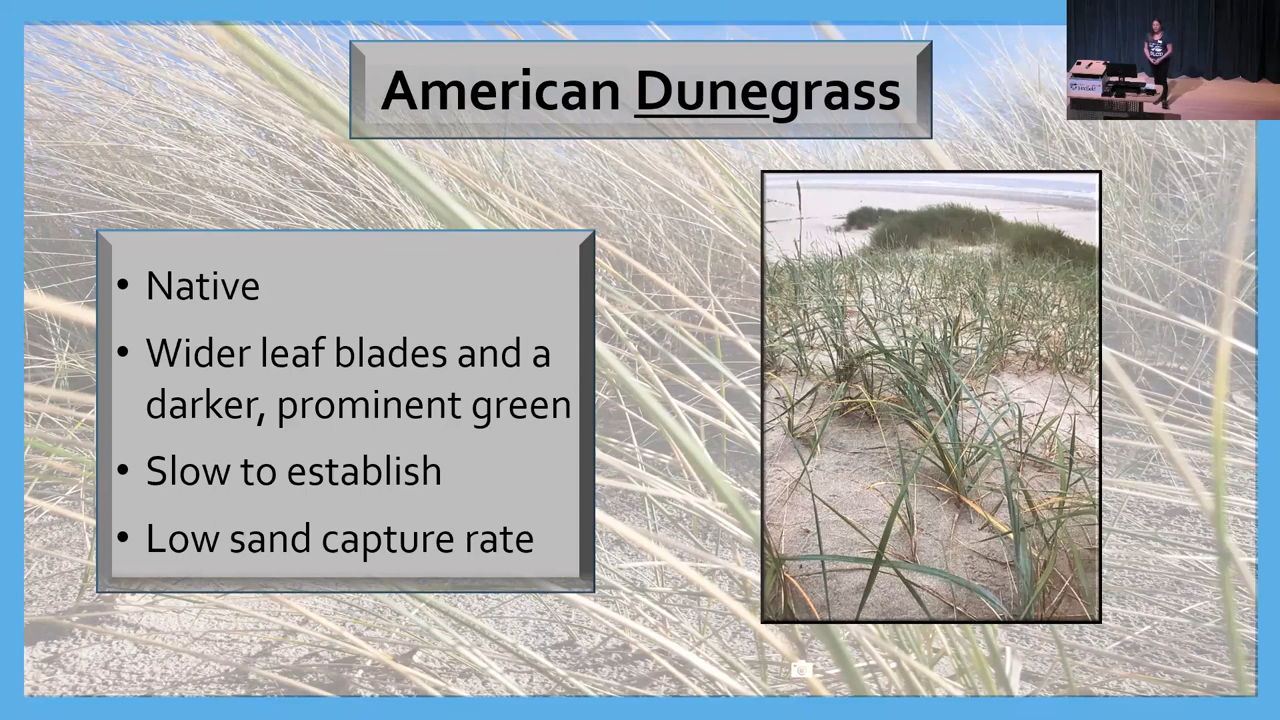 American Dunegrass
• Native
• Wider leaf blades and a
darker, prominent green
• Slow to establish
• Low sand capture rate